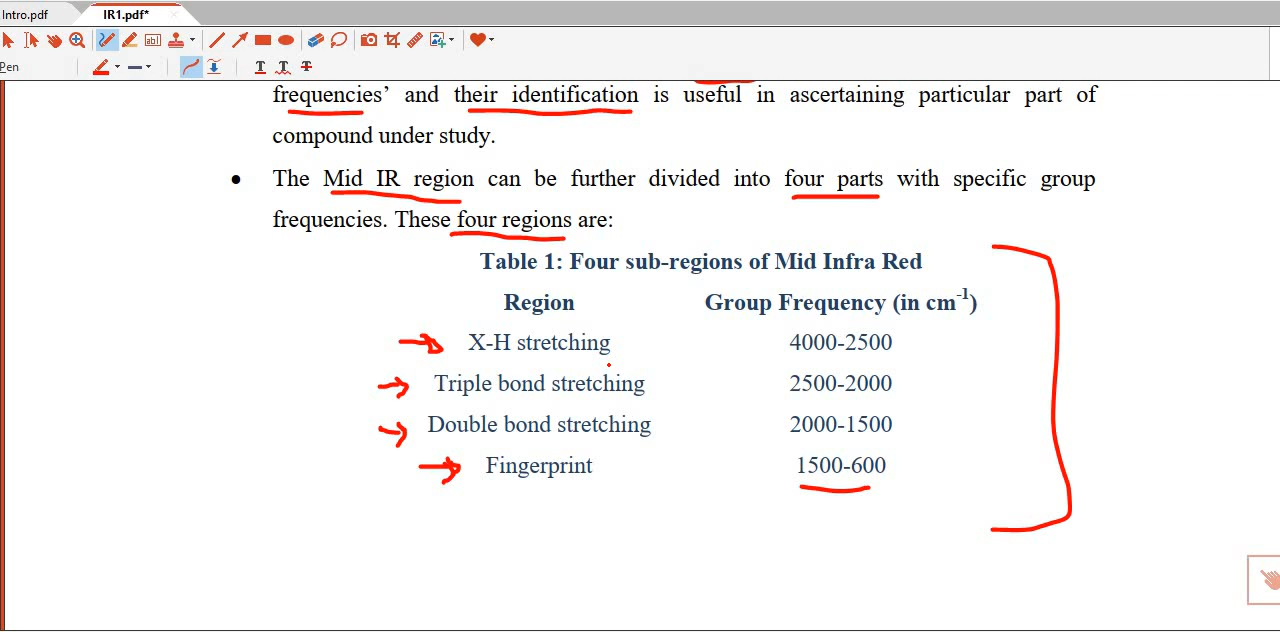 Intro.pdf
IR1.pdf*
Pen
frequencies’ and their identification is useful in ascertaining particular part of
compound under study.
• The Mid IR region can be further divided into four parts with specific group
frequencies. These four regions are:
Table 1: Four sub-regions of Mid Infra Red
Region Group Frequency (in cm⁻¹)
X-H stretching 4000-2500
Triple bond stretching 2500-2000
Double bond stretching 2000-1500
Fingerprint 1500-600